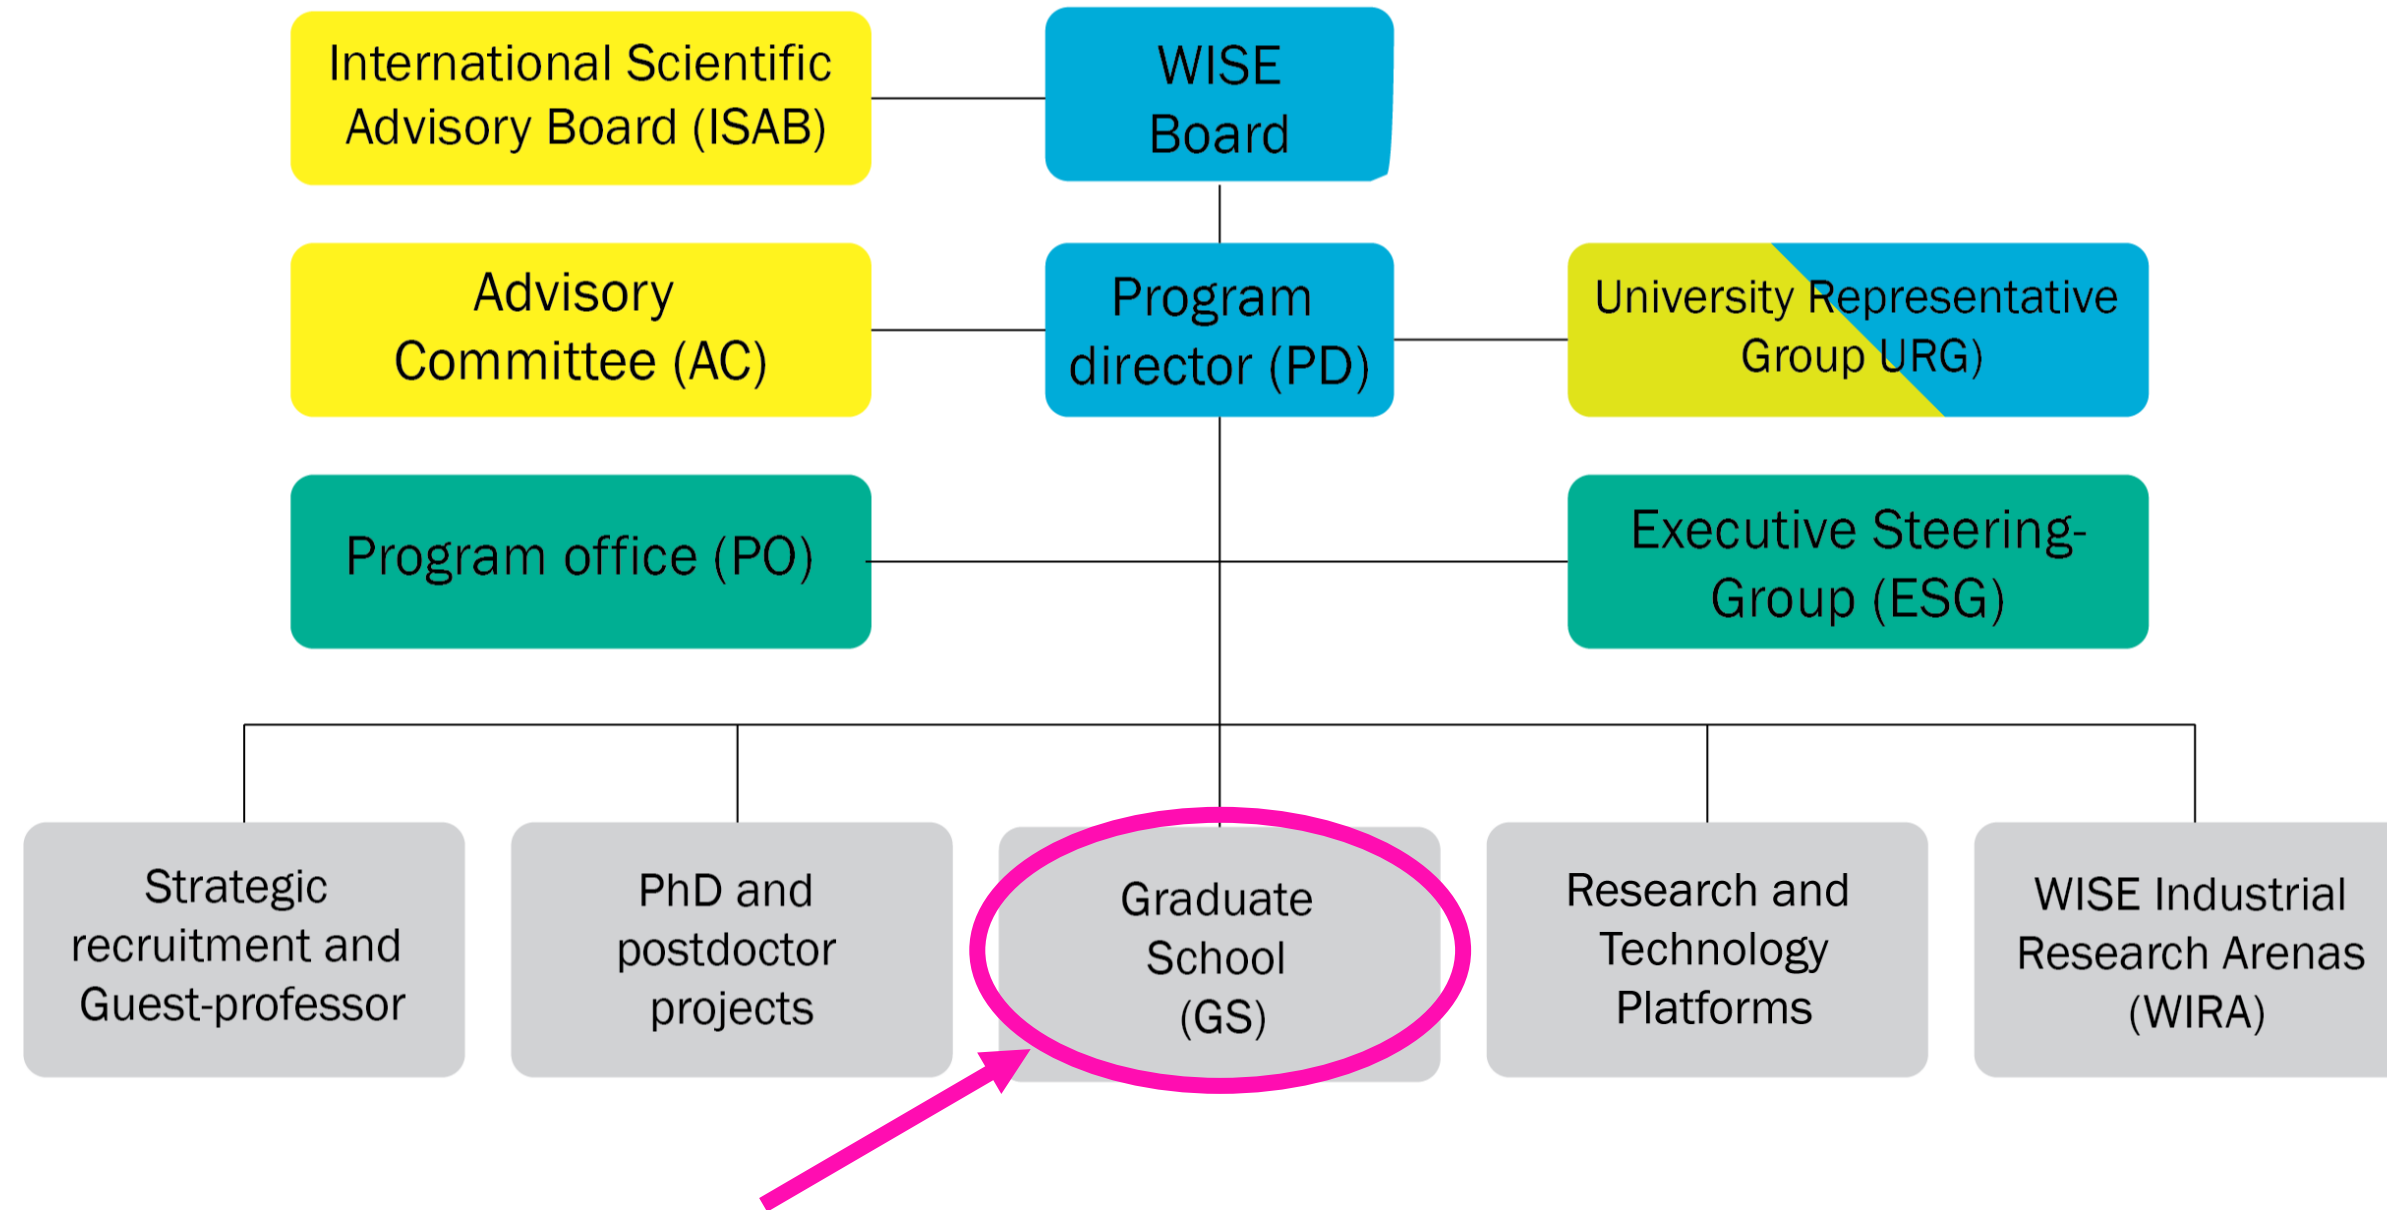 International Scientific
Advisory Board (ISAB)
WISE
Board
Advisory
Committee (AC)
Program
director (PD)
University Representative
Group URG)
Program office (PO)
Executive Steering-
Group (ESG)
Strategic
recruitment and
Guest-professor
PhD and
postdoctor
projects
Graduate
School
(GS)
Research and
Technology
Platforms
WISE Industrial
Research Arenas
(WIRA)